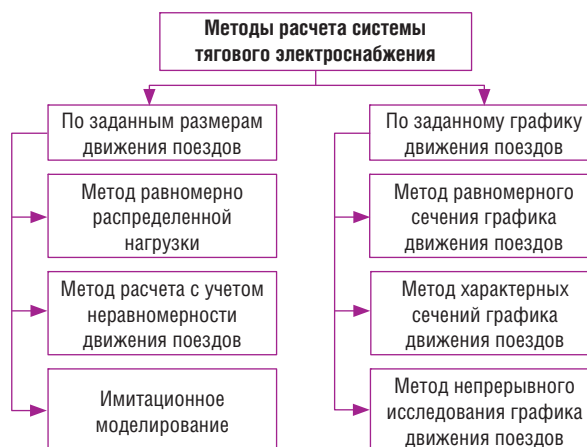 Методы расчета системы
тягового электроснабжения
По заданным размерам
движения поездов
Метод равномерно
распределенной
нагрузки
Метод расчета с учетом
неравномерности
движения поездов
Имитационное
моделирование
По заданному графику
движения поездов
Метод равномерного
сечения графика
движения поездов
Метод характерных
сечений графика
движения поездов
Метод непрерывного
исследования графика
движения поездов